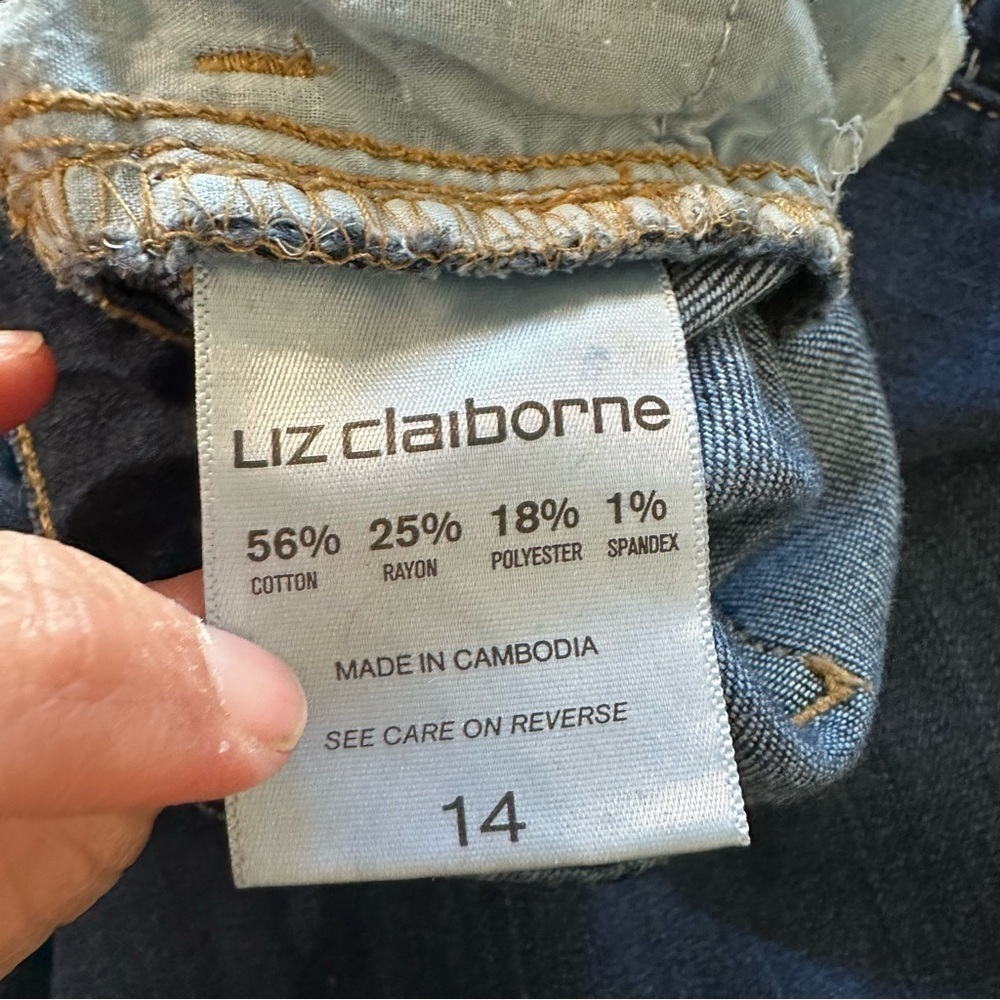 LIZ claiborne
56% 25% 18% 1%
COTTON RAYON POLYESTER SPANDEX
MADE IN CAMBODIA
SEE CARE ON REVERSE
14